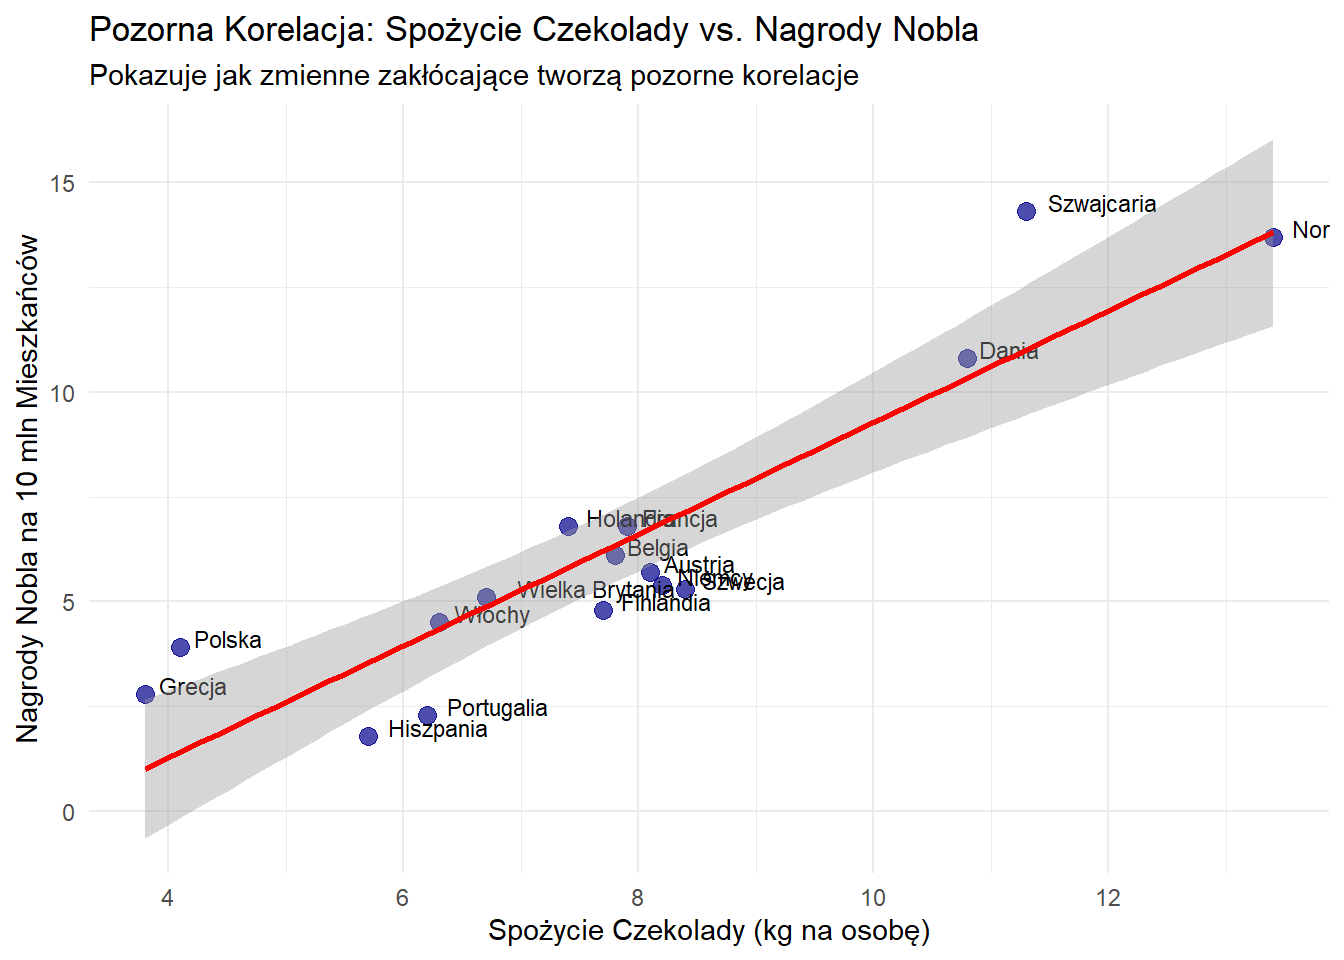 Pozorna Korelacja: Spożycie Czekolady vs. Nagrody Nobla
Pokazuje jak zmienne zakłócające tworzą pozorne korelacje
Nagrody Nobla na 10 mln Mieszkańców
15
10
5
0
Szwajcaria
Nor
Dania
Holandia
Francja
Belgia
Austria
Niemcy
Szwecja
Wielka Brytania
Finlandia
Włochy
Polska
Grecja
Portugalia
Hiszpania
4
6
8
10
12
Spożycie Czekolady (kg na osobę)